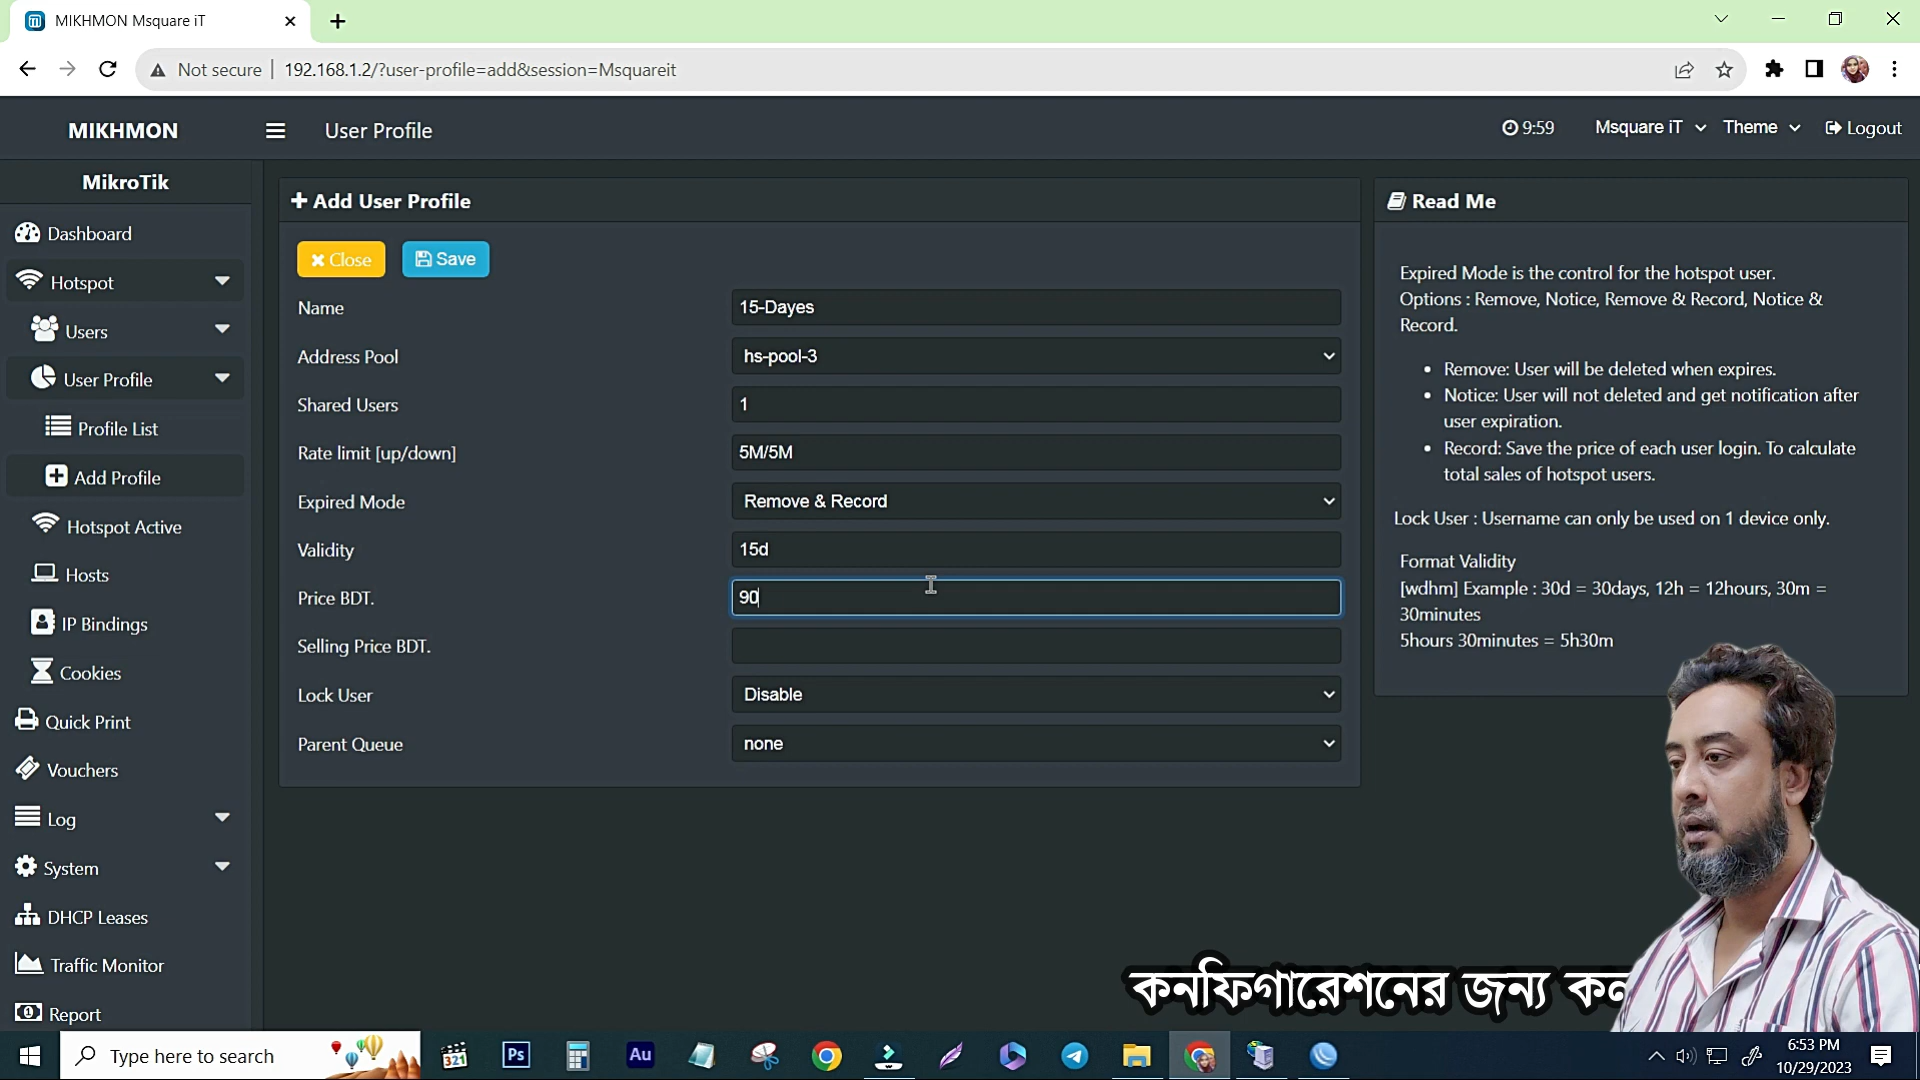 MIKHMON Msquare iT
Not secure
192.168.1.2/?user-profile=add&session=Msquareit
MIKHMON
User Profile
9:59
Msquare iT
Theme
Logout
MikroTik
Dashboard
Hotspot
Users
User Profile
Profile List
Add Profile
Hotspot Active
Hosts
IP Bindings
Cookies
Quick Print
Vouchers
Log
System
DHCP Leases
Traffic Monitor
Report
Add User Profile
Close
Save
Name
15-Dayes
Address Pool
hs-pool-3
Shared Users
1
Rate limit [up/down]
5M/5M
Expired Mode
Remove & Record
Validity
15d
Price BDT.
90
Selling Price BDT.
Lock User
Disable
Parent Queue
none
Read Me
Expired Mode is the control for the hotspot user.
Options : Remove, Notice, Remove & Record, Notice &
Record.
Remove: User will be deleted when expires.
Notice: User will not deleted and get notification after
user expiration.
Record: Save the price of each user login. To calculate
total sales of hotspot users.
Lock User : Username can only be used on 1 device only.
Format Validity
[wdhm] Example : 30d = 30days, 12h = 12hours, 30m =
30minutes
5hours 30minutes = 5h30m
কনফিগারেশনের জন্য
Type here to search
321
Ps
Au
6:53 PM
10/29/2023